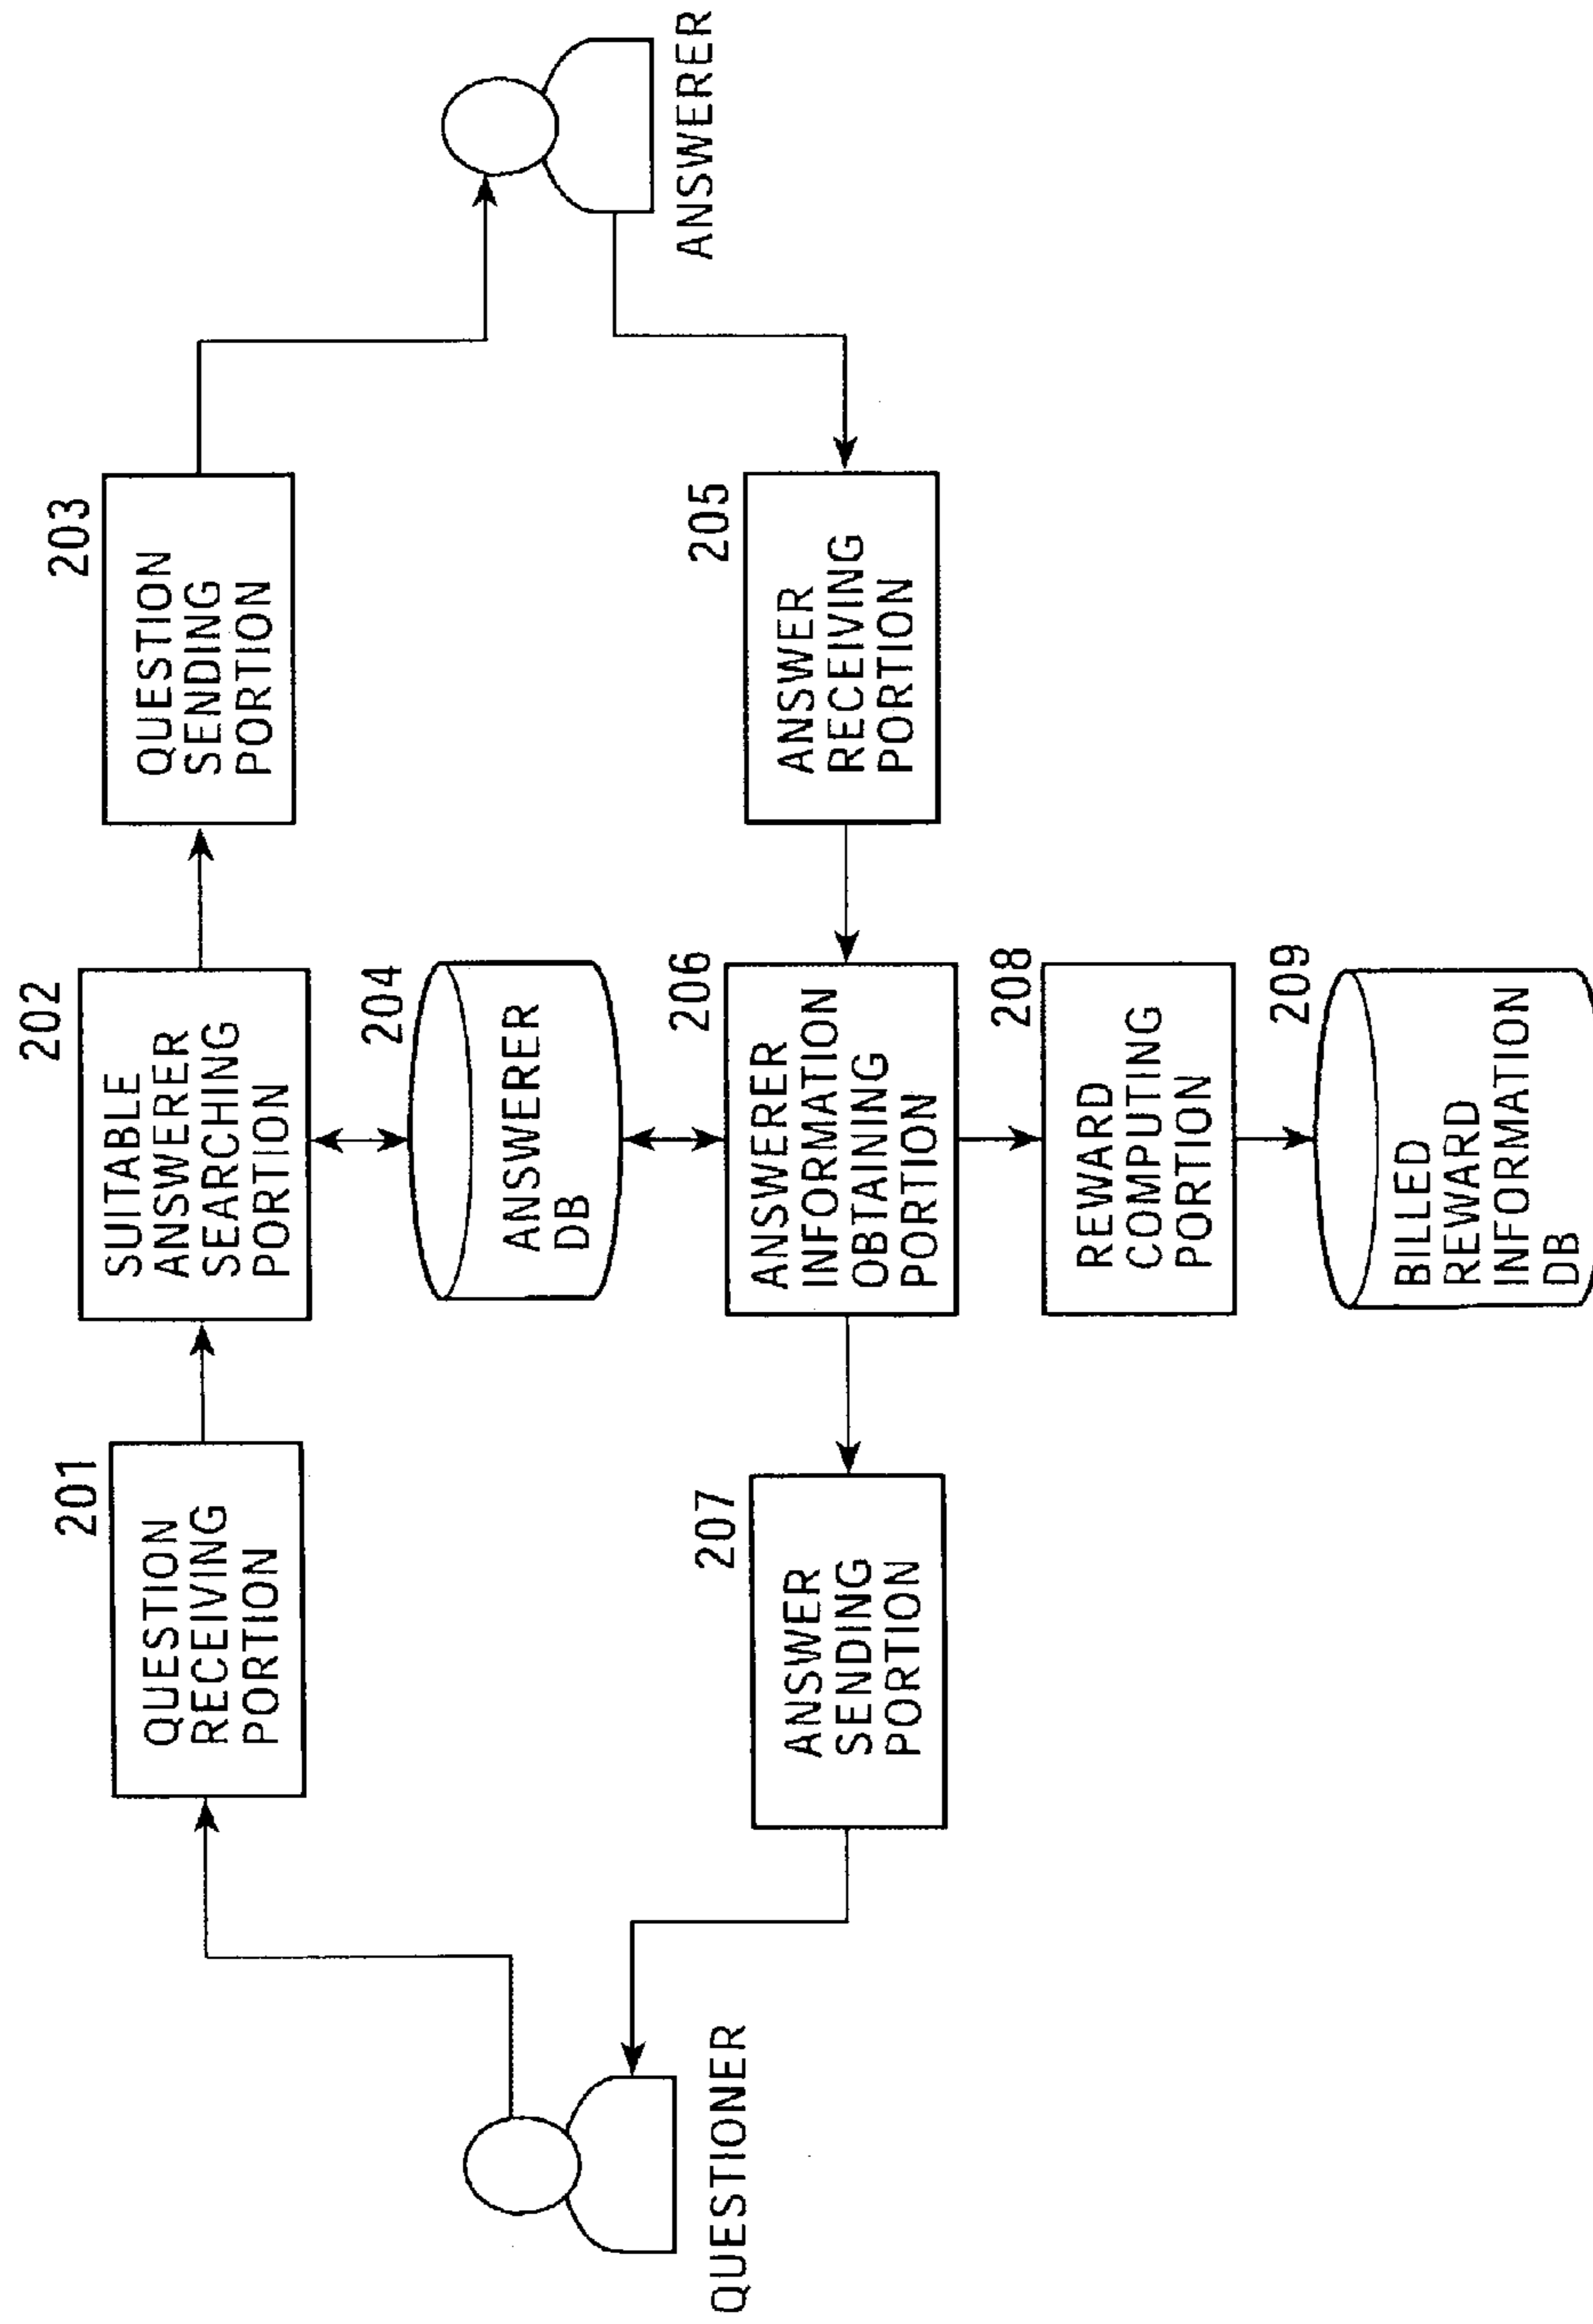 201
QUESTION
RECEIVING
PORTION
202
SUITABLE
ANSWERER
SEARCHING
PORTION
203
QUESTION
SENDING
PORTION
QUESTIONER
204
ANSWERER
DB
ANSWERER
207
ANSWER
SENDING
PORTION
206
ANSWERER
INFORMATION
OBTAINING
PORTION
205
ANSWER
RECEIVING
PORTION
208
REWARD
COMPUTING
PORTION
209
BILLED
REWARD
INFORMATION
DB